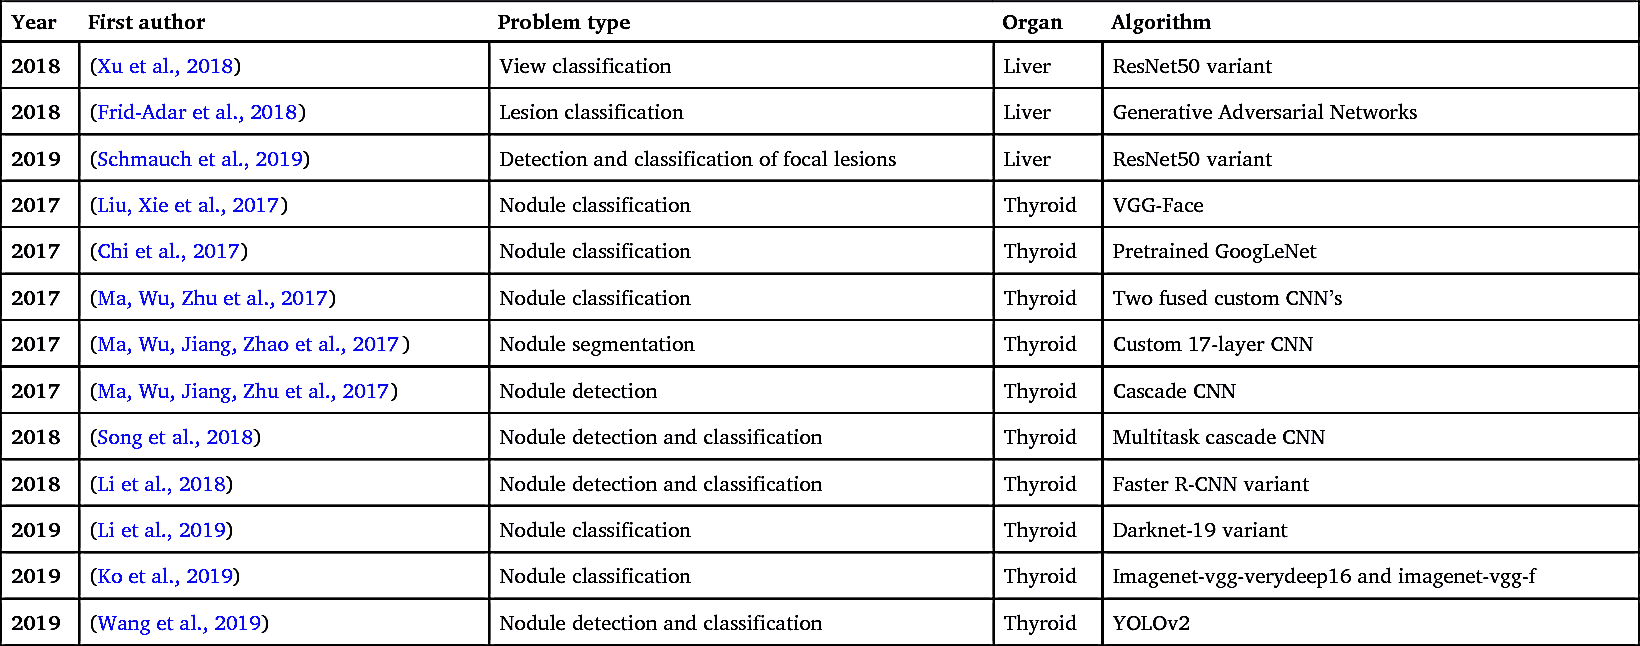 Year First author Problem type Organ Algorithm
2018 (Xu et al., 2018) View classification Liver ResNet50 variant
2018 (Frid-Adar et al., 2018) Lesion classification Liver Generative Adversarial Networks
2019 (Schmauch et al., 2019) Detection and classification of focal lesions Liver ResNet50 variant
2017 (Liu, Xie et al., 2017) Nodule classification Thyroid VGG-Face
2017 (Chi et al., 2017) Nodule classification Thyroid Pretrained GoogLeNet
2017 (Ma, Wu, Zhu et al., 2017) Nodule classification Thyroid Two fused custom CNN’s
2017 (Ma, Wu, Jiang, Zhao et al., 2017) Nodule segmentation Thyroid Custom 17-layer CNN
2017 (Ma, Wu, Jiang, Zhu et al., 2017) Nodule detection Thyroid Cascade CNN
2018 (Song et al., 2018) Nodule detection and classification Thyroid Multitask cascade CNN
2018 (Li et al., 2018) Nodule detection and classification Thyroid Faster R-CNN variant
2019 (Li et al., 2019) Nodule classification Thyroid Darknet-19 variant
2019 (Ko et al., 2019) Nodule classification Thyroid Imagenet-vgg-verydeep16 and imagenet-vgg-f
2019 (Wang et al., 2019) Nodule detection and classification Thyroid YOLOv2